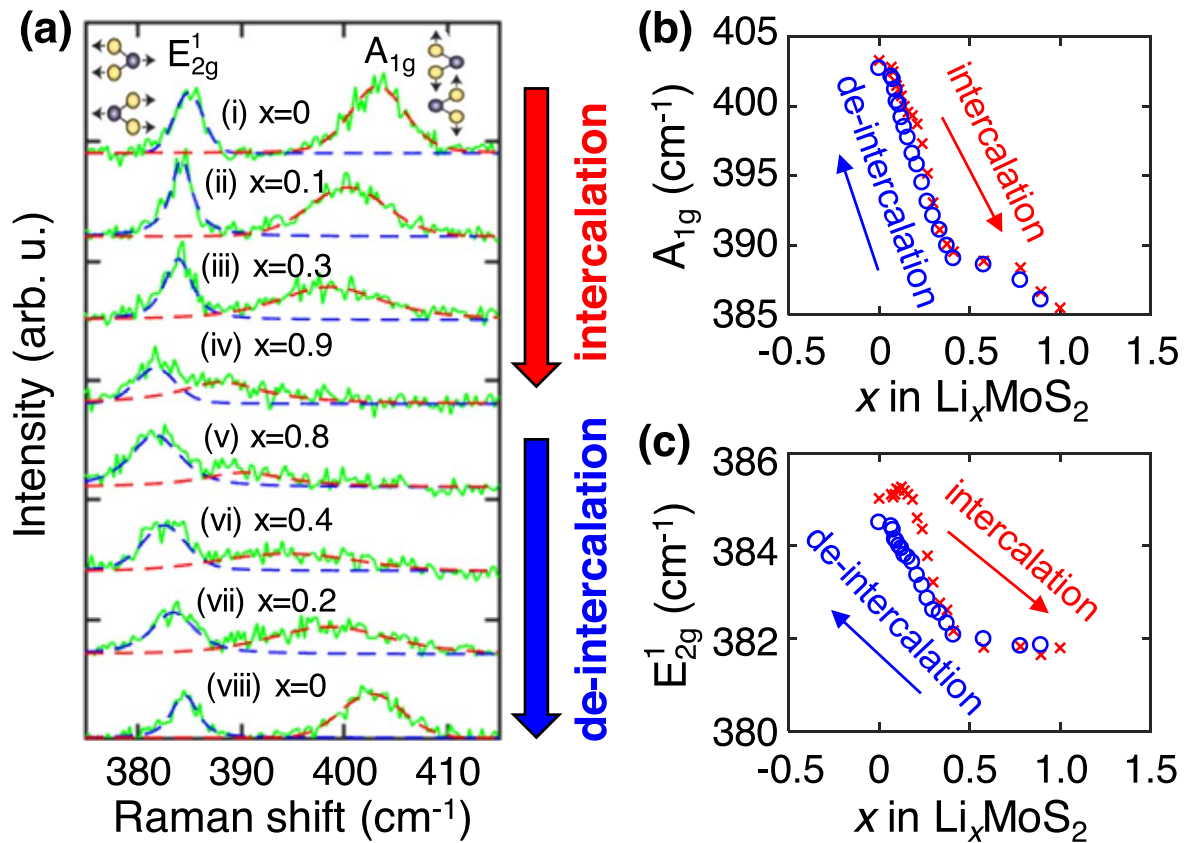 (a)
E¹₂g
A₁g
(i) x=0
(ii) x=0.1
(iii) x=0.3
(iv) x=0.9
(v) x=0.8
(vi) x=0.4
(vii) x=0.2
(viii) x=0
Intensity (arb. u.)
380 390 400 410
Raman shift (cm⁻¹)
intercalation
de-intercalation
(b)
405
400
395
390
385
A₁g (cm⁻¹)
de-intercalation
intercalation
-0.5 0 0.5 1.0 1.5
x in LiₓMoS₂
(c)
386
384
382
380
E¹₂g (cm⁻¹)
intercalation
de-intercalation
-0.5 0 0.5 1.0 1.5
x in LiₓMoS₂